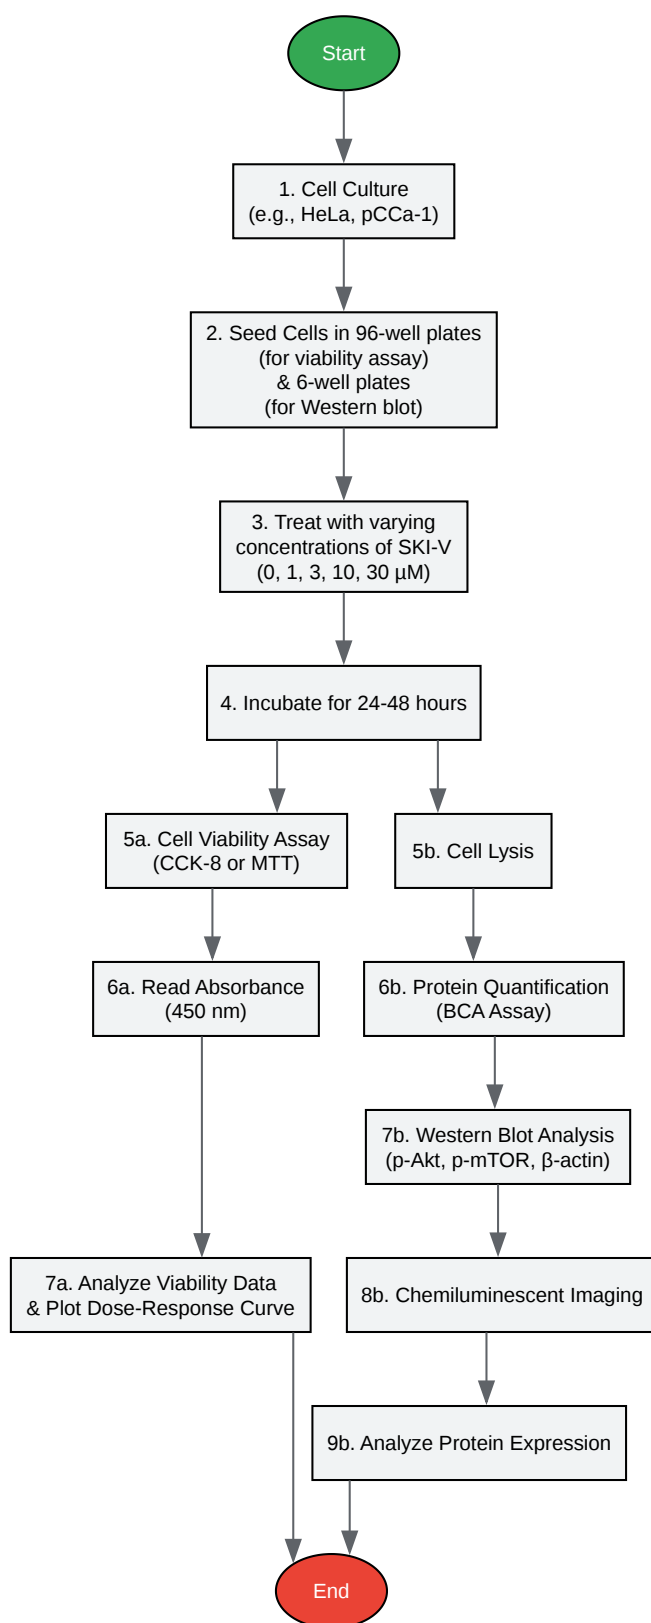 Start
1. Cell Culture
(e.g., HeLa, pCCa-1)
2. Seed Cells in 96-well plates
(for viability assay)
& 6-well plates
(for Western blot)
3. Treat with varying
concentrations of SKI-V
(0, 1, 3, 10, 30 µM)
4. Incubate for 24-48 hours
5a. Cell Viability Assay
(CCK-8 or MTT)
5b. Cell Lysis
6a. Read Absorbance
(450 nm)
6b. Protein Quantification
(BCA Assay)
7b. Western Blot Analysis
(p-Akt, p-mTOR, β-actin)
7a. Analyze Viability Data
& Plot Dose-Response Curve
8b. Chemiluminescent Imaging
9b. Analyze Protein Expression
End